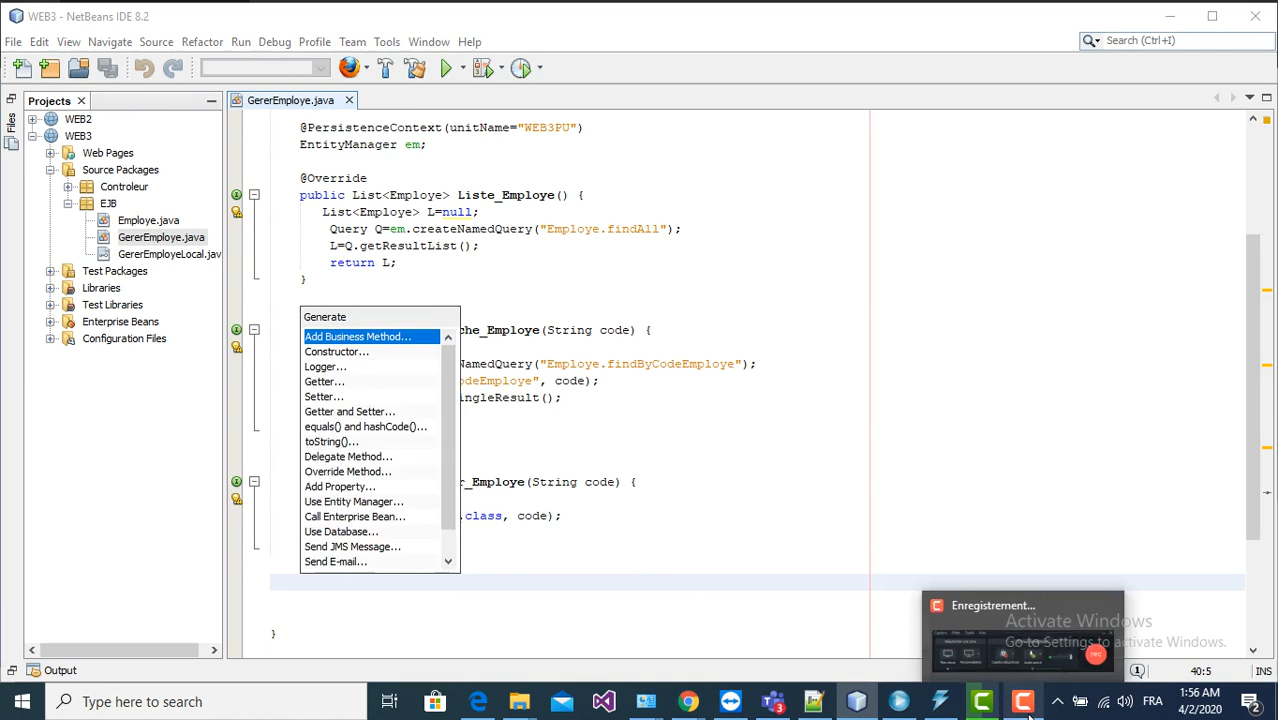 WEB3 - NetBeans IDE 8.2
File Edit View Navigate Source Refactor Run Debug Profile Team Tools Window Help
Search (Ctrl+I)
Projects
GererEmploye.java
Files
WEB2
WEB3
Web Pages
Source Packages
Controleur
EJB
Employe.java
GererEmploye.java
GererEmployeLocal.jav
Test Packages
Libraries
Test Libraries
Enterprise Beans
Configuration Files
@PersistenceContext(unitName="WEB3PU")
EntityManager em;
@Override
public List<Employe> Liste_Employe() {
List<Employe> L=null;
Query Q=em.createNamedQuery("Employe.findAll");
L=Q.getResultList();
return L;
}
che_Employe(String code) {
NamedQuery("Employe.findByCodeEmploye");
odeEmploye", code);
ingleResult();
r_Employe(String code) {
.class, code);
}
Generate
Add Business Method...
Constructor...
Logger...
Getter...
Setter...
Getter and Setter...
equals() and hashCode()...
toString()...
Delegate Method...
Override Method...
Add Property...
Use Entity Manager...
Call Enterprise Bean...
Use Database...
Send JMS Message...
Send E-mail...
Enregistrement...
rec
Activate Windows
Go to Settings to activate Windows.
Output
1
40:5
INS
Type here to search
FRA
1:56 AM
4/2/2020
2